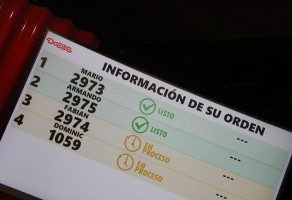 INFORMACIÓN DE SU ORDEN
1 MARIO
2973 LISTO ---
2 ARMANDO
2975 LISTO ---
3 FABIAN
2974 EN PROCESO ---
4 DOMINIC
1059 EN PROCESO ---